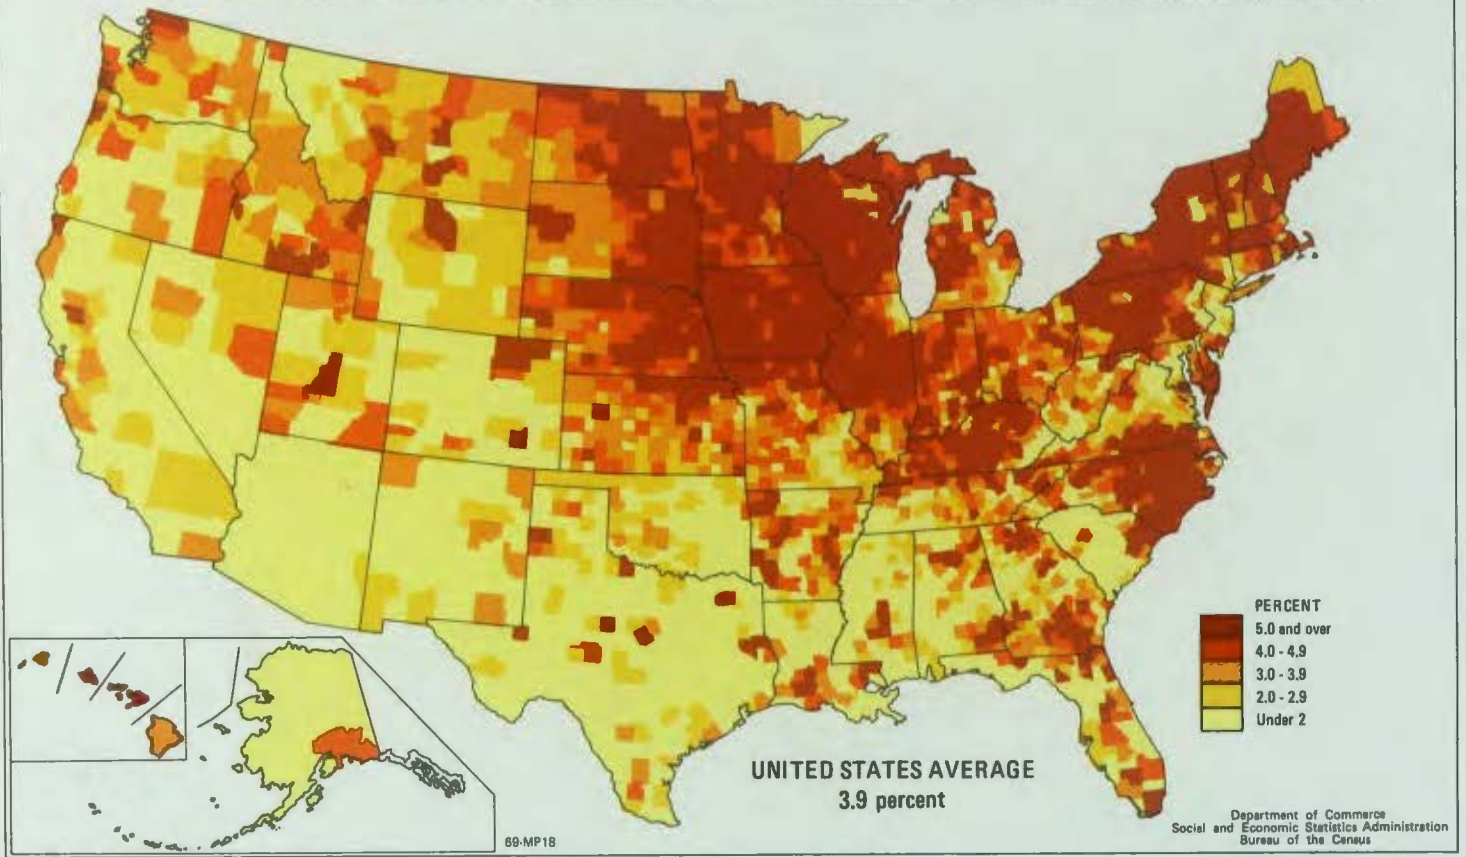 PERCENT
5.0 and over
4.0 - 4.9
3.0 - 3.9
2.0 - 2.9
Under 2
UNITED STATES AVERAGE
3.9 percent
69-MP18
Department of Commerce
Social and Economic Statistics Administration
Bureau of the Census